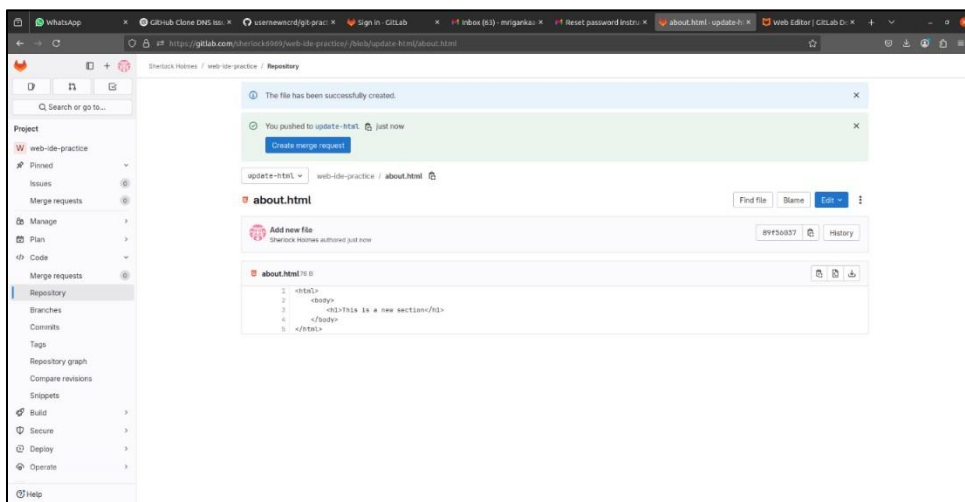 WhatsApp
GitHub Clone DNS Iss
usernewncrd/git-prac
Sign in · GitLab
Inbox (63) - mrigankaa
Reset password instru
about.html · update-h
Web Editor | GitLab D
https://gitlab.com/sherlock6969/web-ide-practice/-/blob/update-html/about.html
Sherlock Holmes / web-ide-practice / Repository
Search or go to...
Project
W web-ide-practice
Pinned
Issues 0
Merge requests 0
Manage
Plan
Code
Merge requests 0
Repository
Branches
Commits
Tags
Repository graph
Compare revisions
Snippets
Build
Secure
Deploy
Operate
Help
The file has been successfully created.
You pushed to update-html just now
Create merge request
update-html web-ide-practice / about.html
about.html
Find file Blame Edit
Add new file
Sherlock Holmes authored just now
89f56037 History
about.html 76 B
1 <html>
2 <body>
3 <h1>This is a new section</h1>
4 </body>
5 </html>